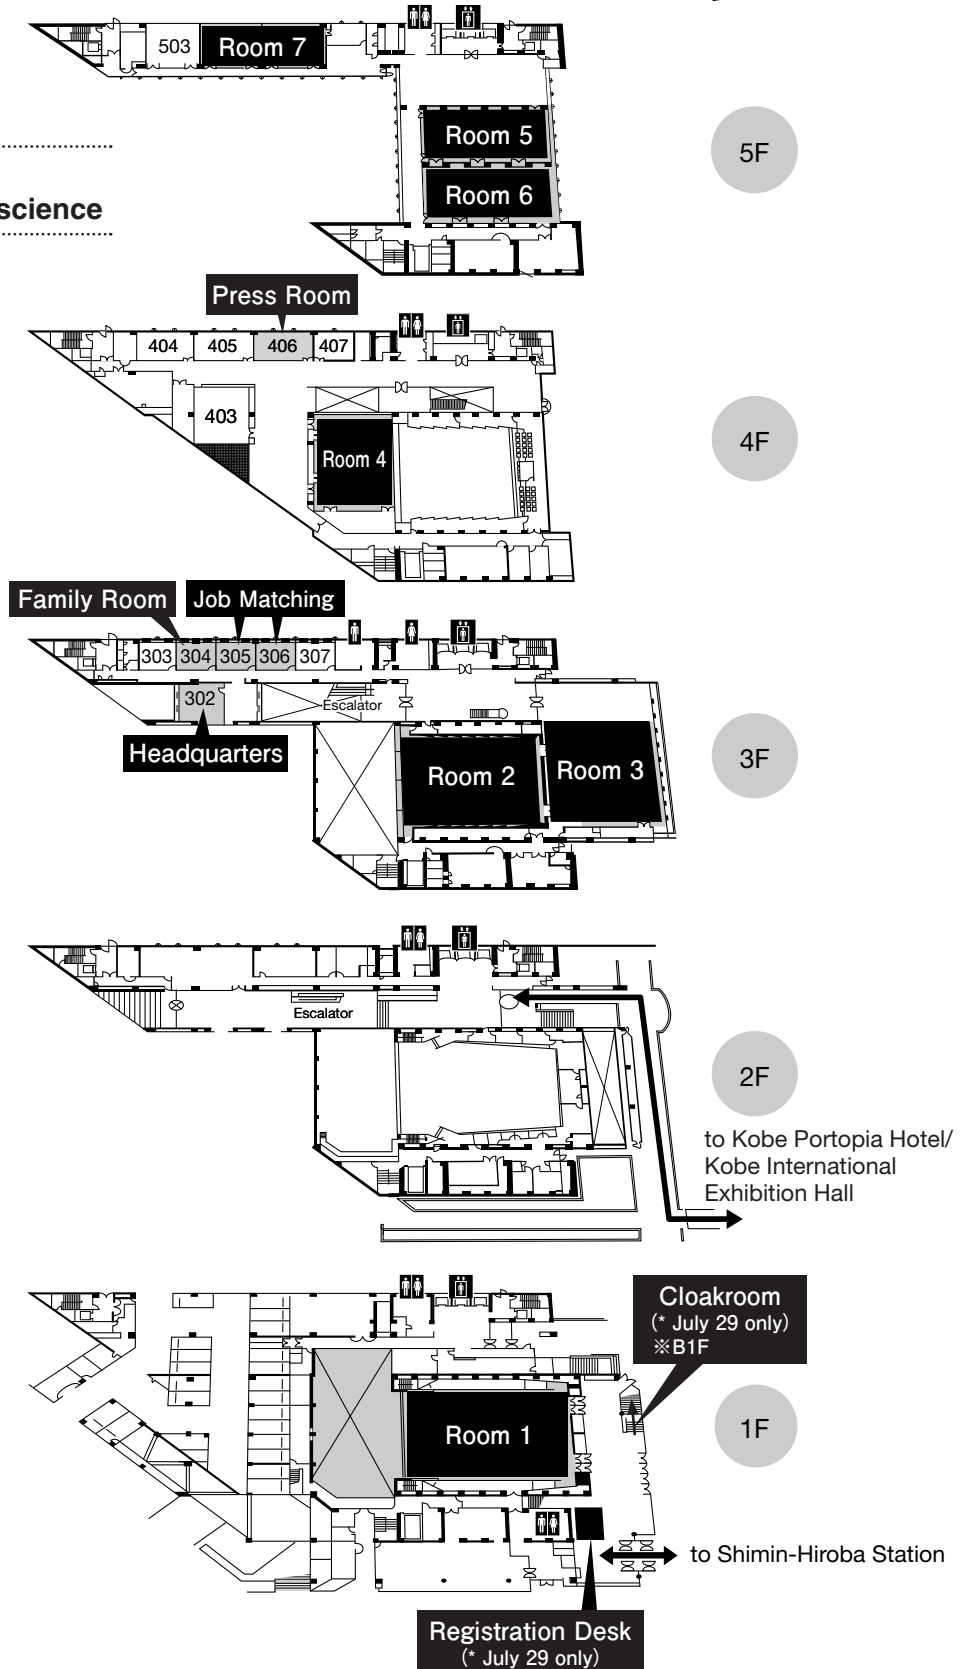 503
Room 7
Room 5
5F
Room 6
science
Press Room
404
405
406
407
403
4F
Room 4
Family Room
Job Matching
303
304
305
306
307
302
Escalator
Headquarters
Room 2
Room 3
3F
Escalator
2F
to Kobe Portopia Hotel/
Kobe International
Exhibition Hall
Cloakroom
(* July 29 only)
※B1F
Room 1
1F
to Shimin-Hiroba Station
Registration Desk
(* July 29 only)